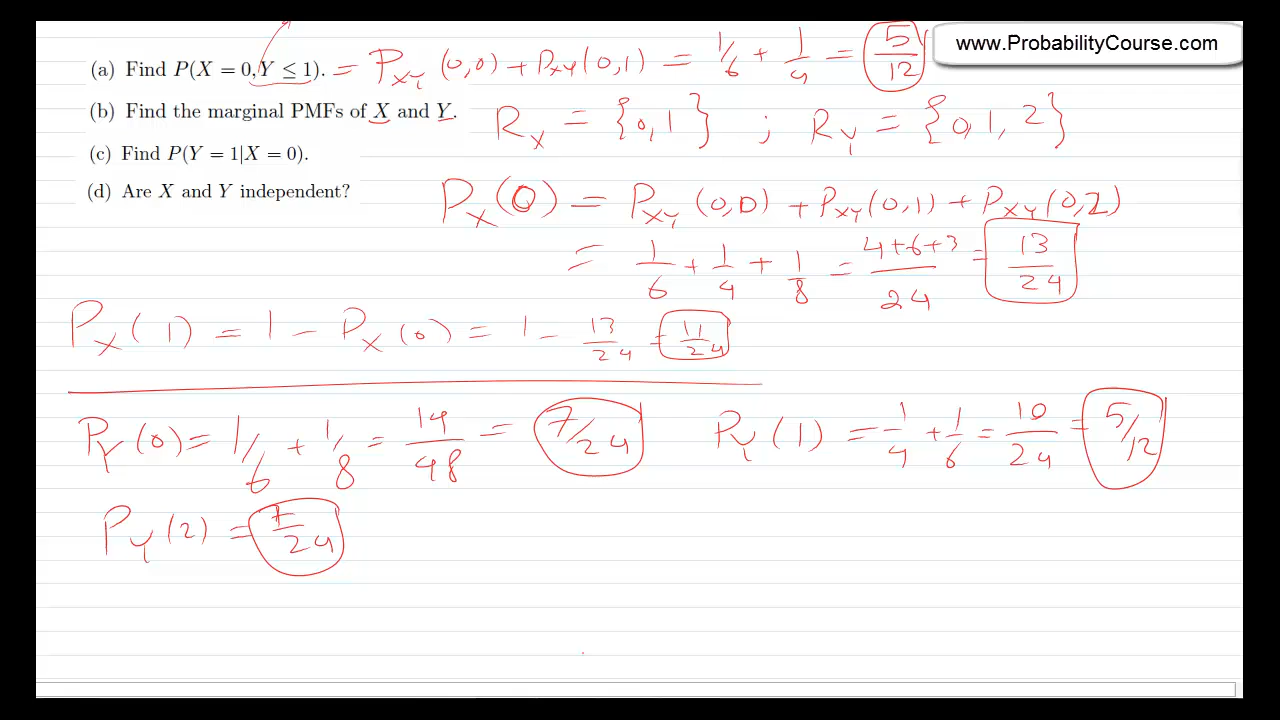 www.ProbabilityCourse.com
(a) Find P(X = 0, Y ≤ 1). = P_XY (0,0) + P_XY (0,1) = 1/6 + 1/4 = 5/12
(b) Find the marginal PMFs of X and Y.
R_X = {0,1} ; R_Y = {0,1,2}
(c) Find P(Y = 1|X = 0).
(d) Are X and Y independent?
P_X (0) = P_XY (0,0) + P_XY (0,1) + P_XY (0,2)
= 1/6 + 1/4 + 1/8 = 4+6+3/24 = 13/24
P_X (1) = 1 - P_X (0) = 1 - 13/24 = 11/24
P_Y (0) = 1/6 + 1/8 = 14/48 = 7/24
P_Y (1) = 1/4 + 1/6 = 10/24 = 5/12
P_Y (2) = 7/24